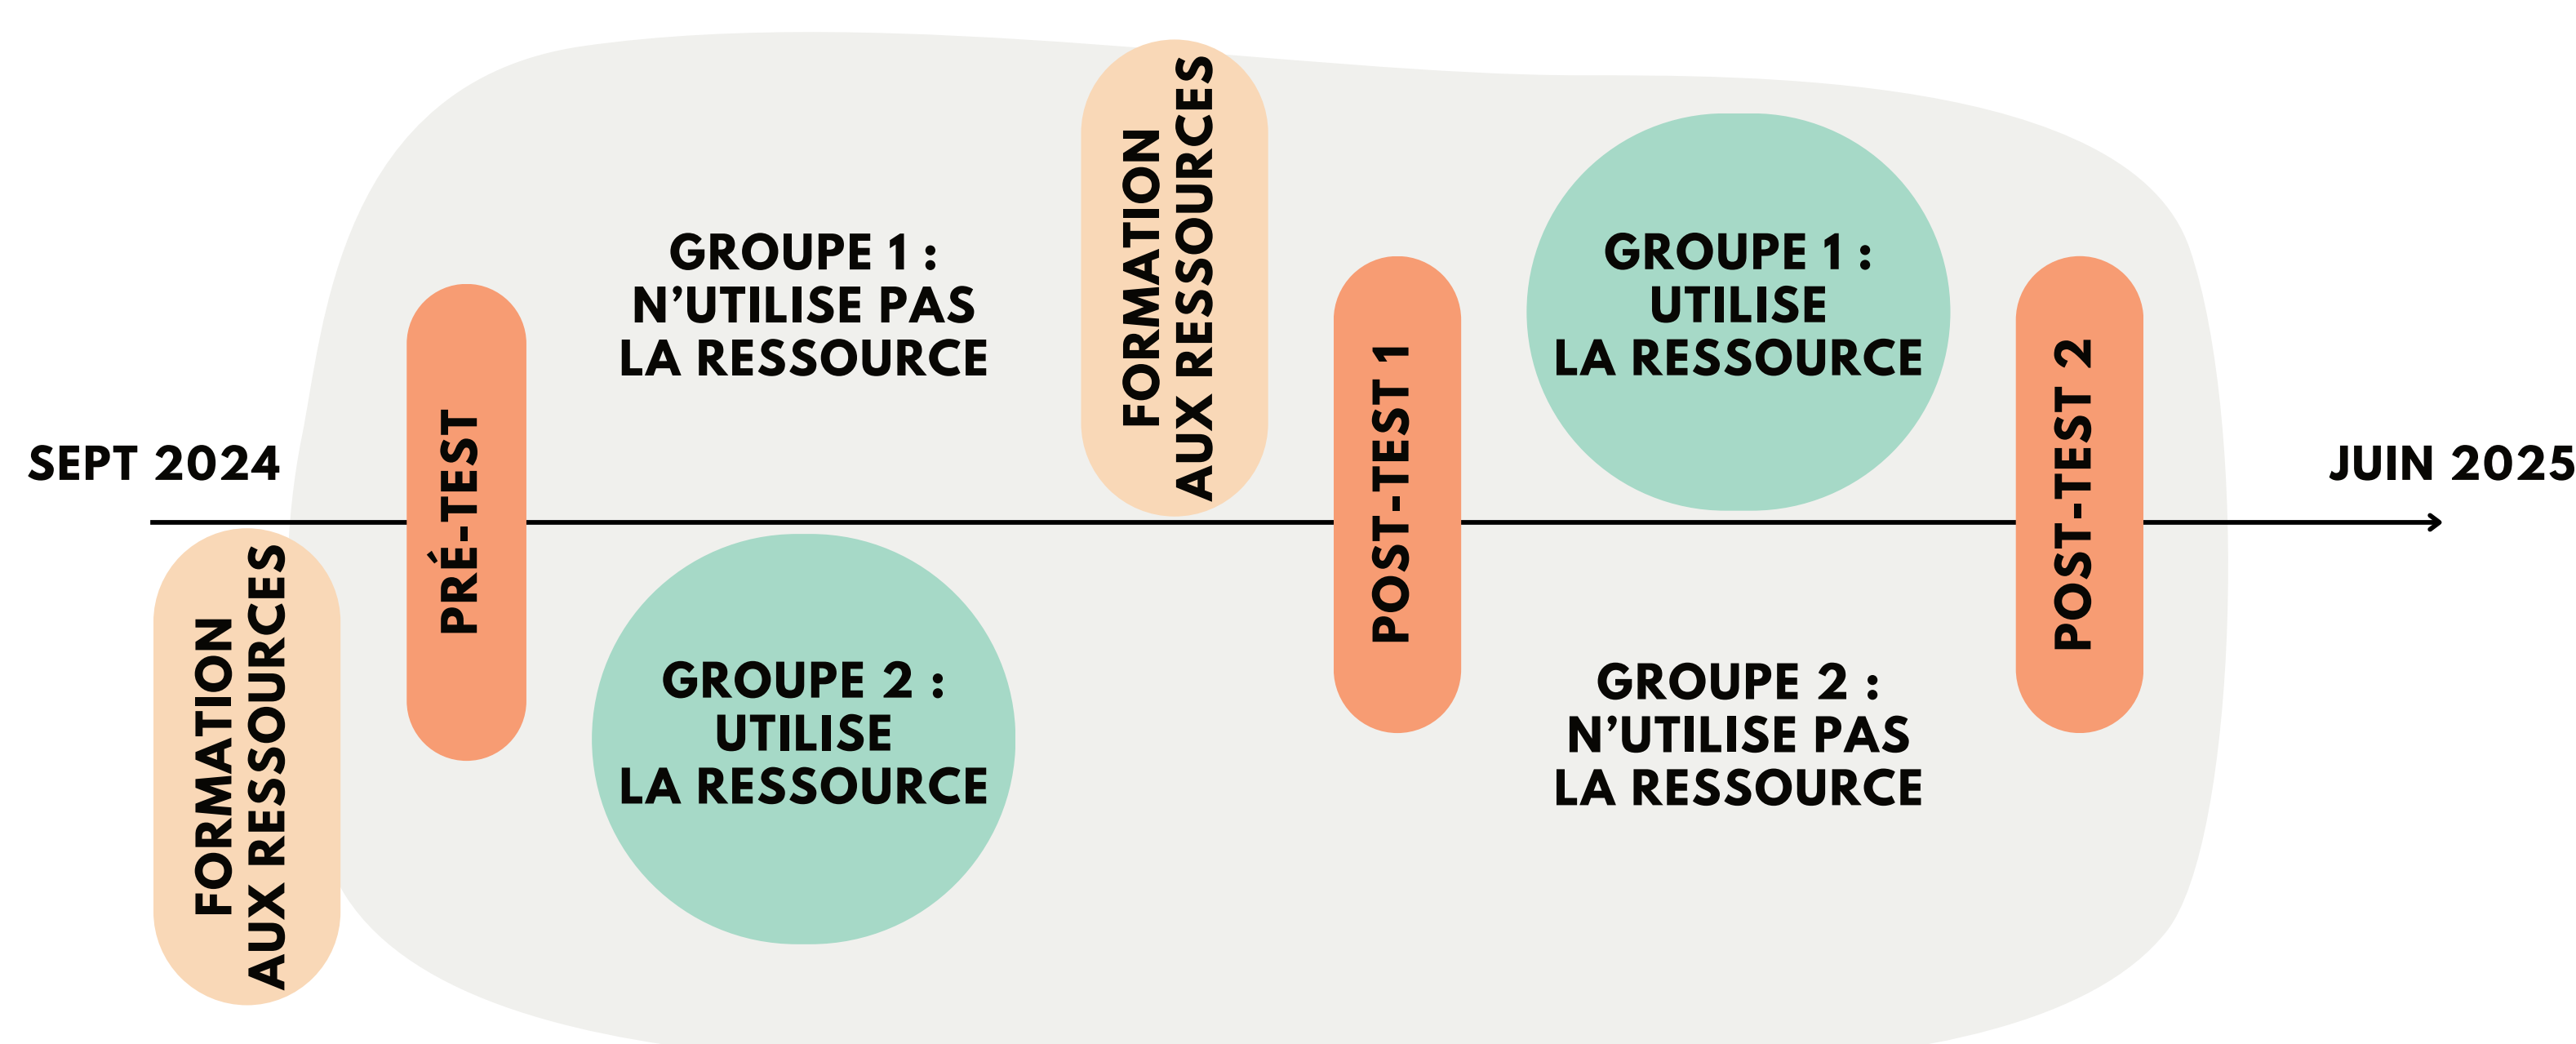 SEPT 2024
FORMATION
AUX RESSOURCES
PRÉ-TEST
GROUPE 1 :
N’UTILISE PAS
LA RESSOURCE
GROUPE 2 :
UTILISE
LA RESSOURCE
FORMATION
AUX RESSOURCES
POST-TEST 1
GROUPE 1 :
UTILISE
LA RESSOURCE
GROUPE 2 :
N’UTILISE PAS
LA RESSOURCE
POST-TEST 2
JUIN 2025